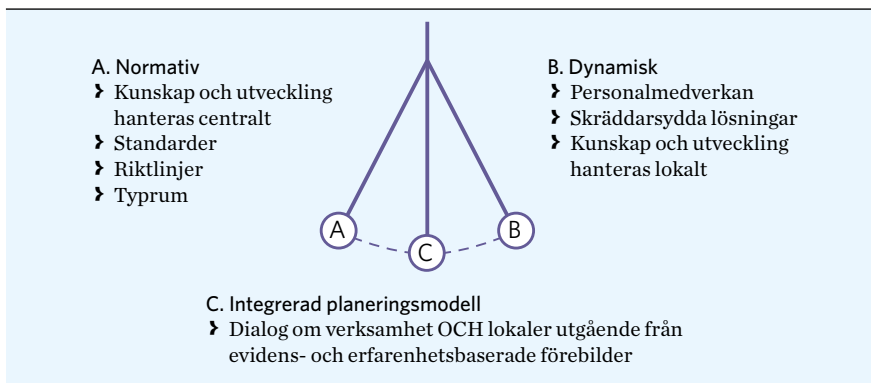 A. Normativ
❯ Kunskap och utveckling
hanteras centralt
❯ Standarder
❯ Riktlinjer
❯ Typrum
B. Dynamisk
❯ Personalmedverkan
❯ Skräddarsydda lösningar
❯ Kunskap och utveckling
hanteras lokalt
A
C
B
C. Integrerad planeringsmodell
❯ Dialog om verksamhet OCH lokaler utgående från
evidens- och erfarenhetsbaserade förebilder